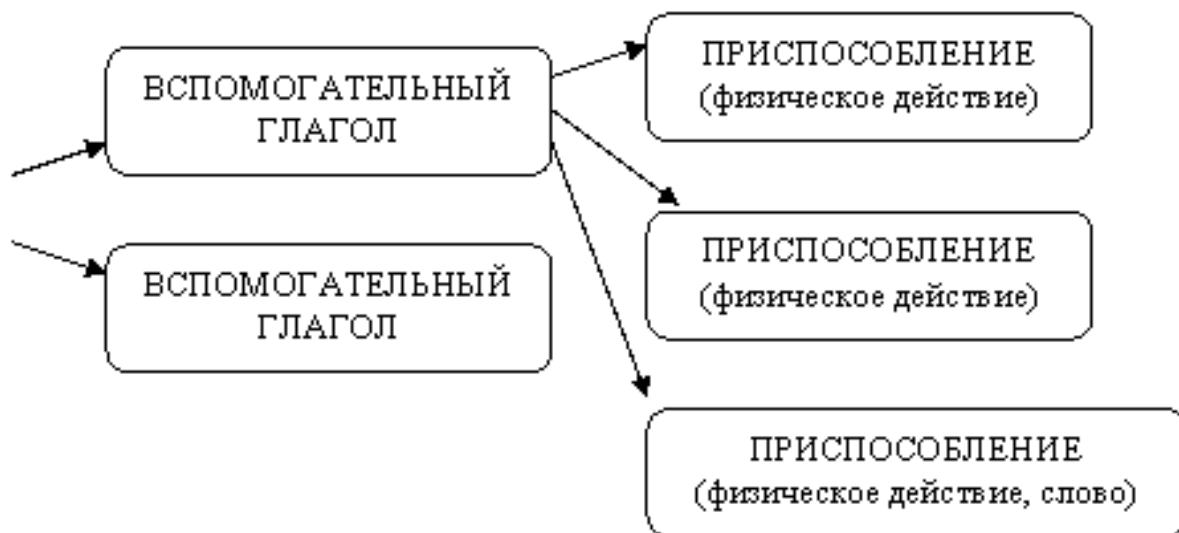 ВСПОМОГАТЕЛЬНЫЙ
ГЛАГОЛ
ВСПОМОГАТЕЛЬНЫЙ
ГЛАГОЛ
ПРИСПОСОБЛЕНИЕ
(физическое действие)
ПРИСПОСОБЛЕНИЕ
(физическое действие)
ПРИСПОСОБЛЕНИЕ
(физическое действие, слово)